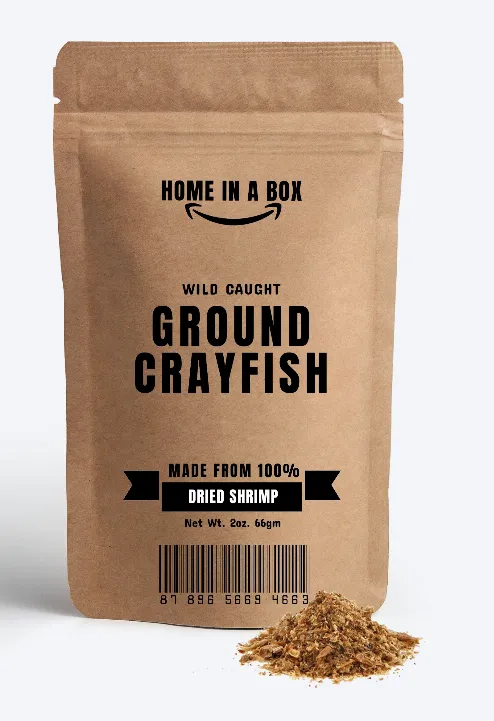 HOME IN A BOX
WILD CAUGHT
GROUND
CRAYFISH
MADE FROM 100%
DRIED SHRIMP
Net Wt. 2oz. 66gm
87 896 5669 4663